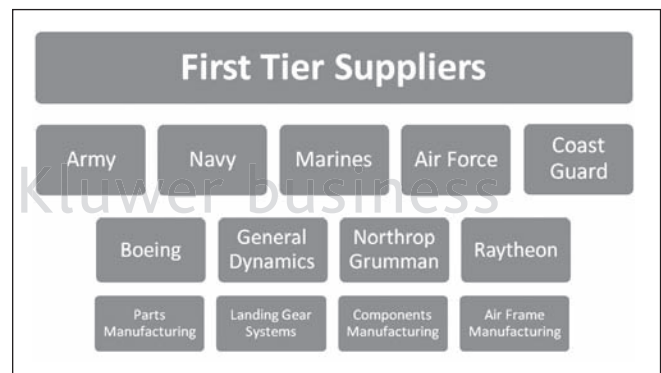 First Tier Suppliers
Army
Navy
Marines
Air Force
Coast
Guard
Kluwer business
Boeing
General
Dynamics
Northrop
Grumman
Raytheon
Parts
Manufacturing
Landing Gear
Systems
Components
Manufacturing
Air Frame
Manufacturing